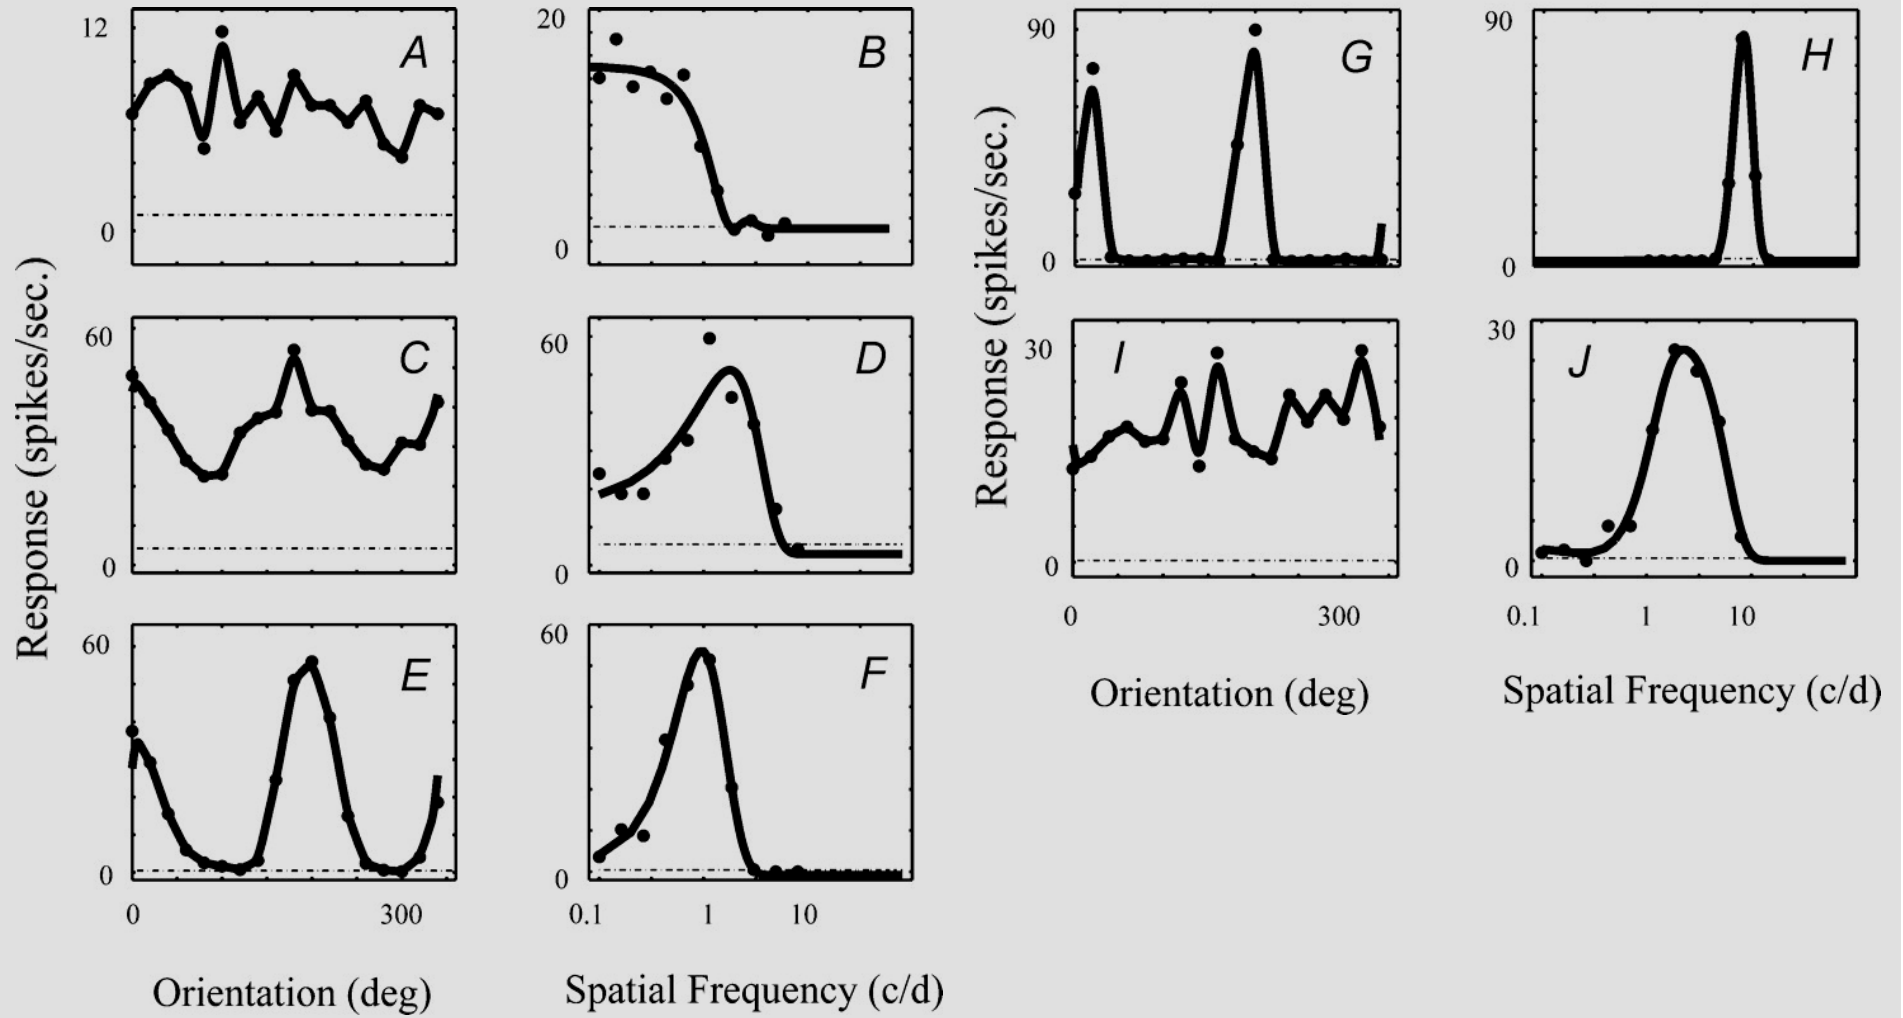 Response (spikes/sec.)
12
0
A
20
0
B
60
0
C
60
0
D
60
0
E
0
300
Orientation (deg)
60
0
F
0.1
1
10
Spatial Frequency (c/d)
Response (spikes/sec.)
90
0
G
90
0
H
30
0
I
0
300
Orientation (deg)
30
0
J
0.1
1
10
Spatial Frequency (c/d)